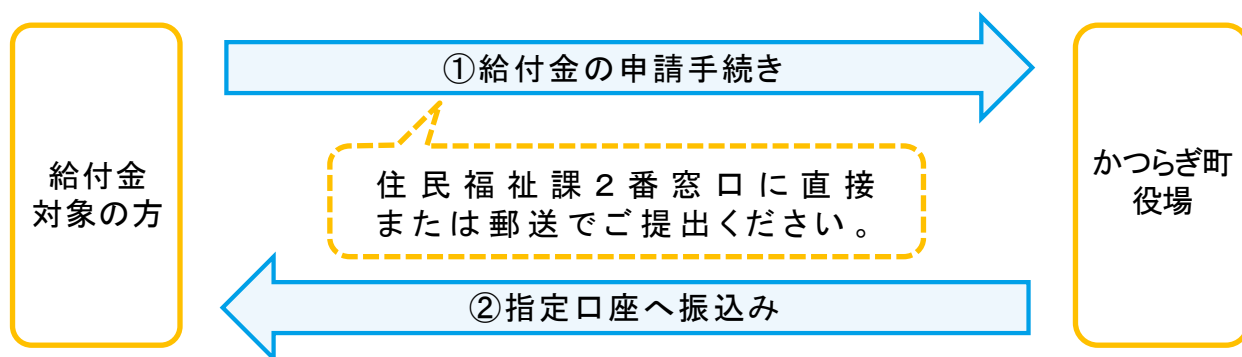 ①給付金の申請手続き
給付金
対象の方
住民福祉課２番窓口に直接
または郵送でご提出ください。
かつらぎ町
役場
②指定口座へ振込み